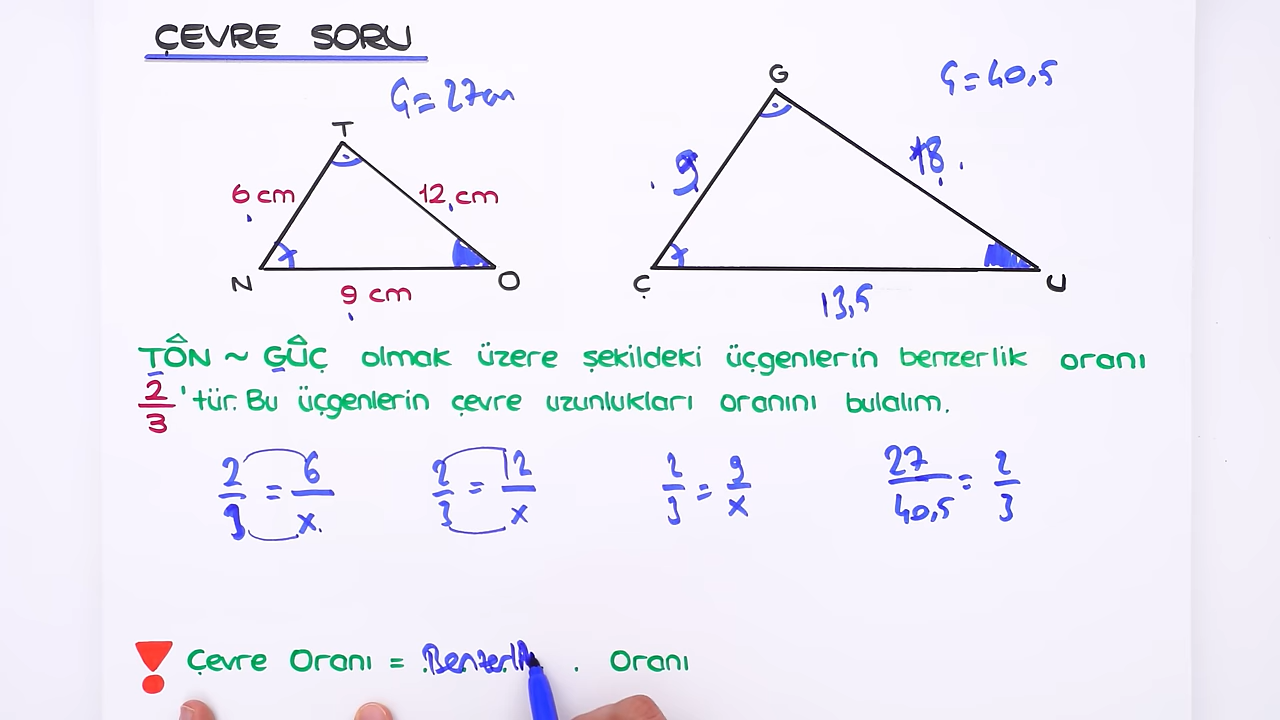 ÇEVRE SORU
Ç = 27cm
T
6 cm
12 cm
N
O
9 cm
Ç = 40,5
G
9
18
Ç
U
13,5
TÔN ~ GÛÇ olmak üzere şekildeki üçgenlerin benzerlik oranı
2/3 'tür. Bu üçgenlerin çevre uzunlukları oranını bulalım.
2/3 = 6/x 2/3 = 12/x 2/3 = 9/x 27/40,5 = 2/3
! Çevre Oranı = Benzerlik Oranı